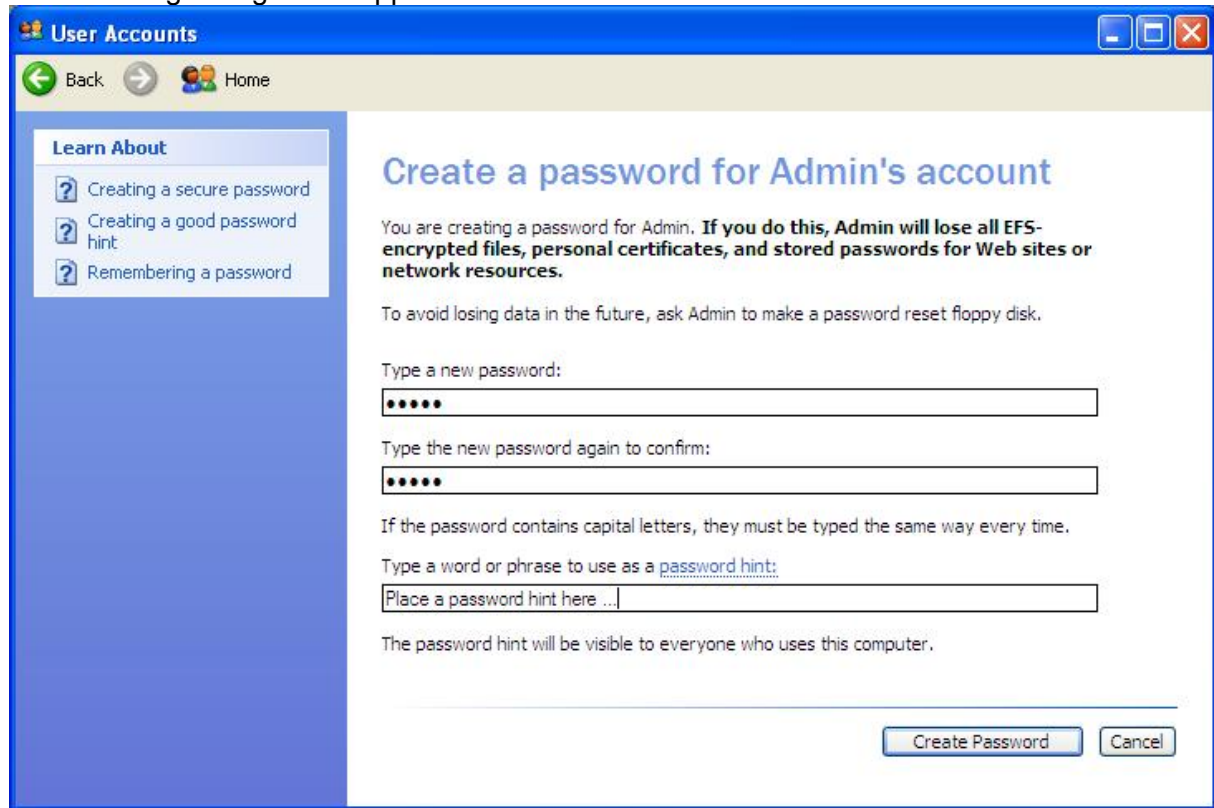 User Accounts
Back Home
Learn About
Creating a secure password
Creating a good password
hint
Remembering a password
Create a password for Admin's account
You are creating a password for Admin. If you do this, Admin will lose all EFS-
encrypted files, personal certificates, and stored passwords for Web sites or
network resources.
To avoid losing data in the future, ask Admin to make a password reset floppy disk.
Type a new password:
•••••
Type the new password again to confirm:
•••••
If the password contains capital letters, they must be typed the same way every time.
Type a word or phrase to use as a password hint:
Place a password hint here ...
The password hint will be visible to everyone who uses this computer.
Create Password Cancel